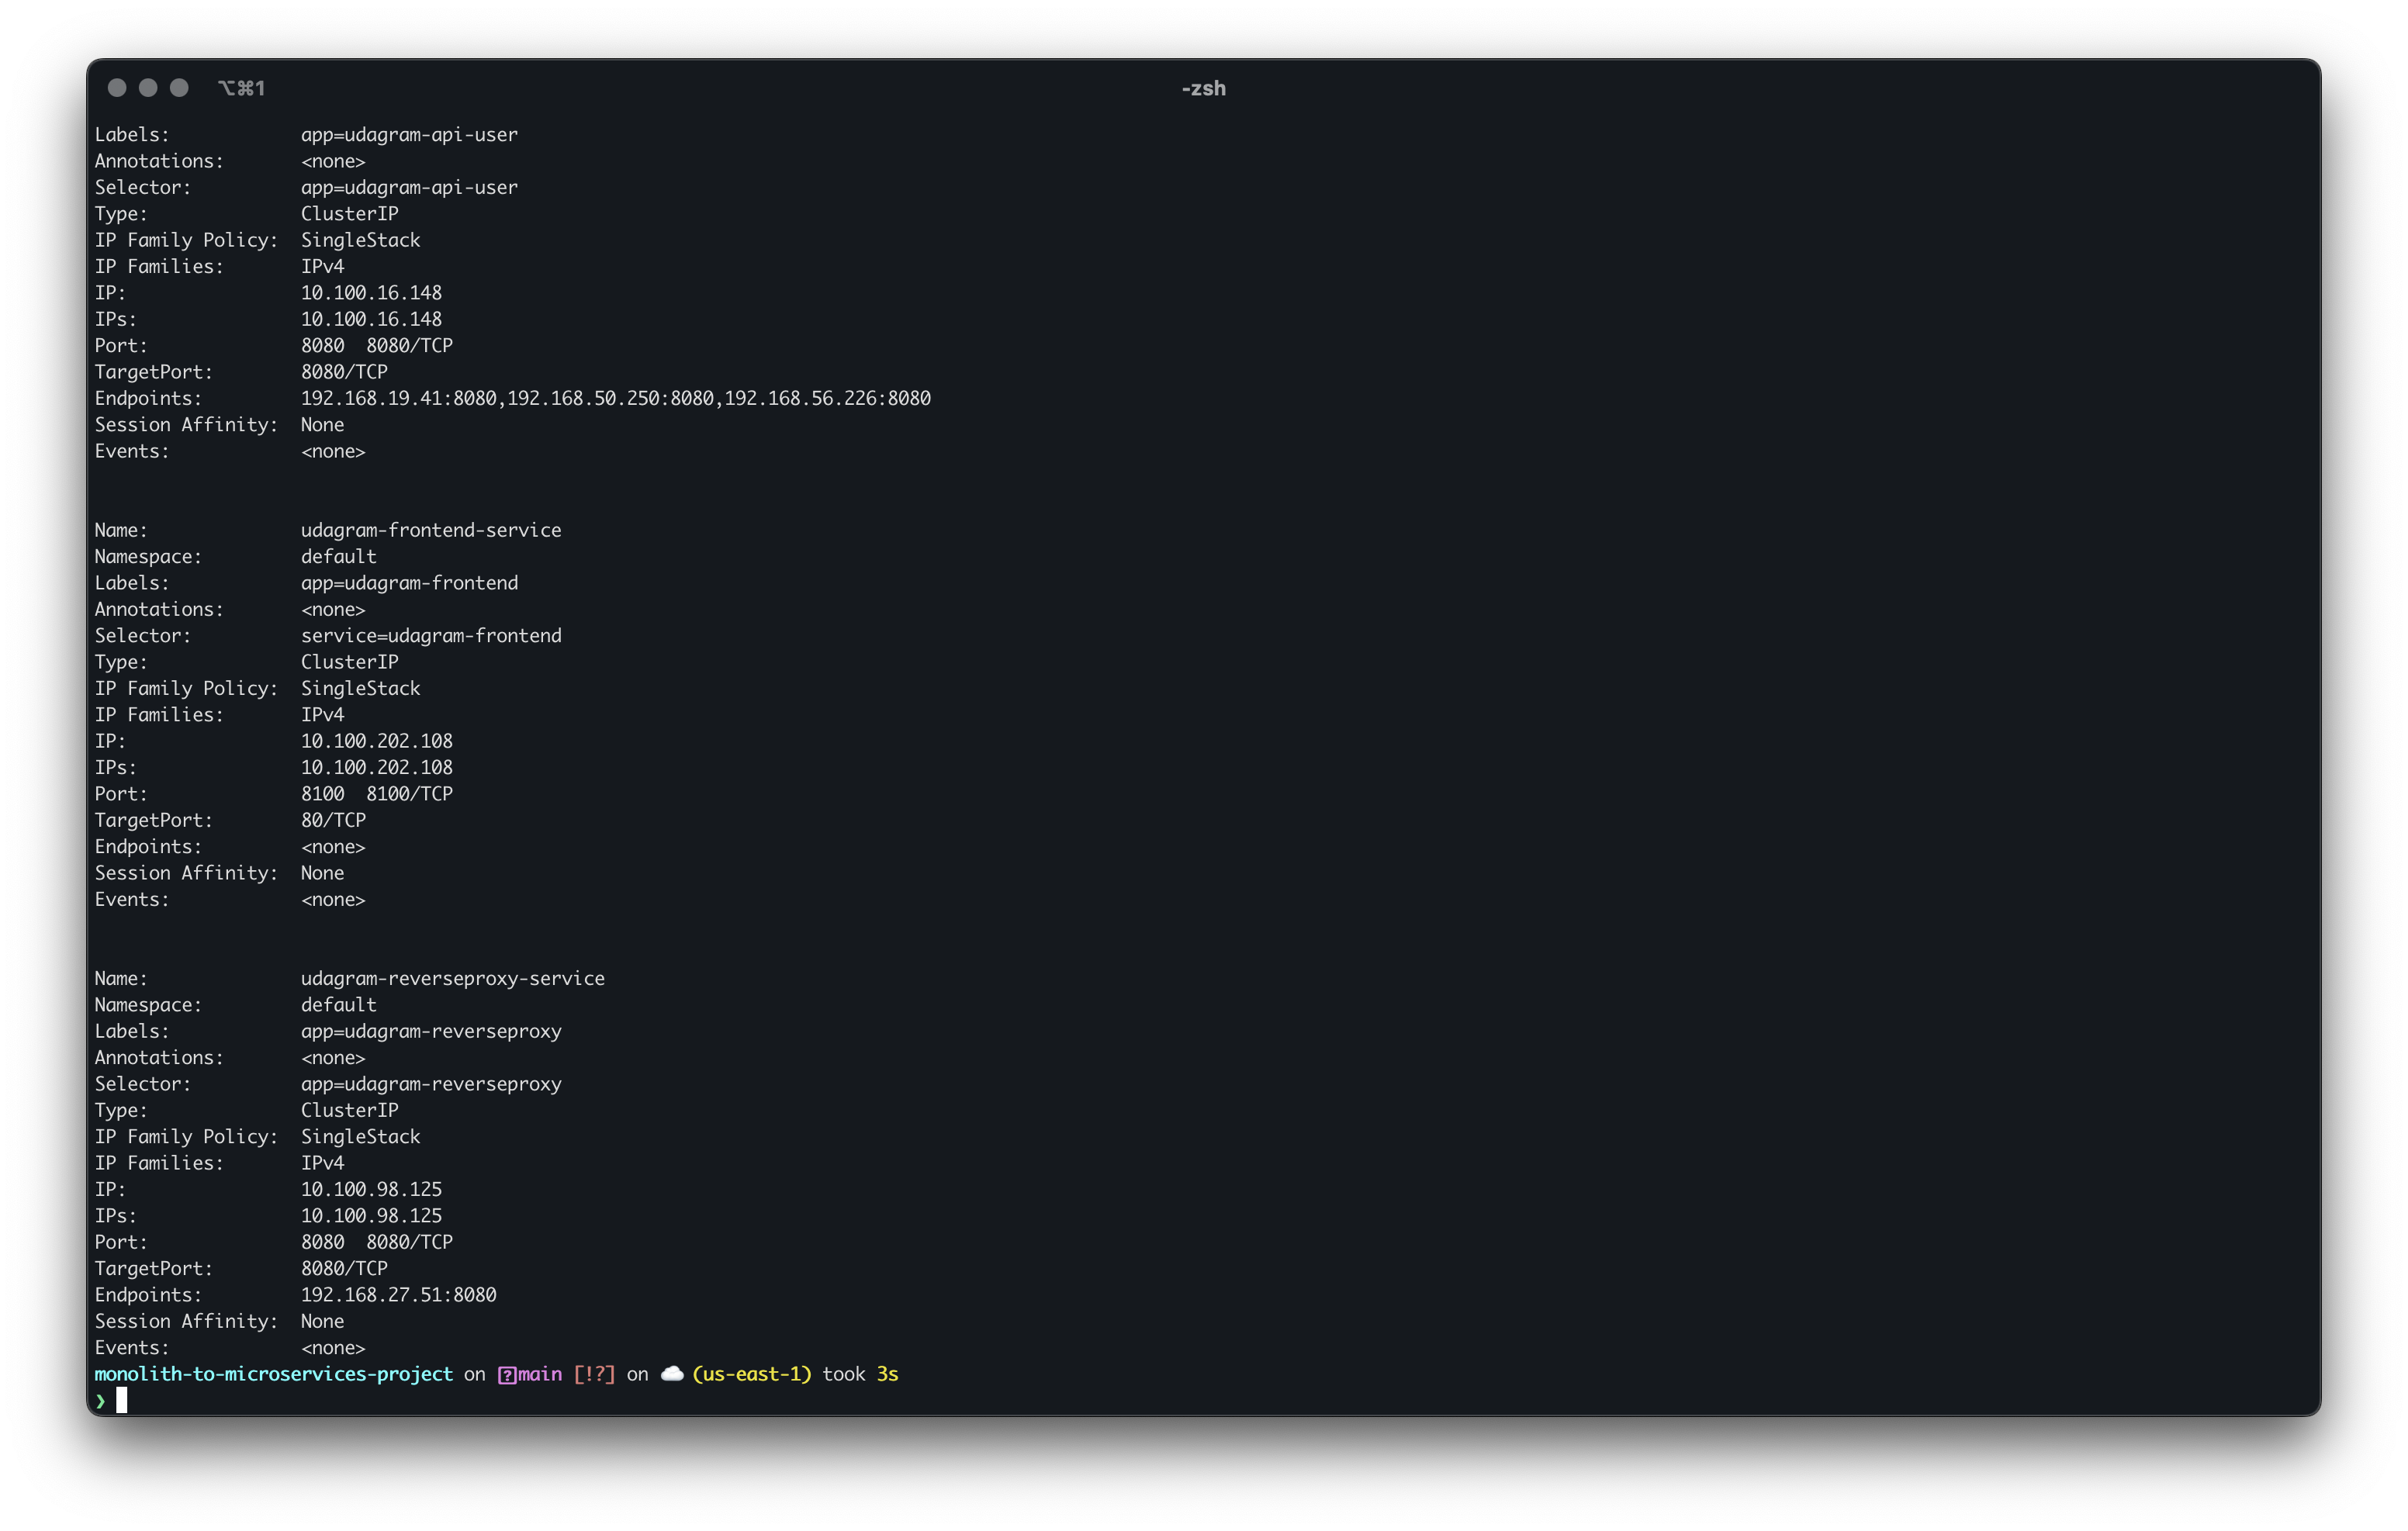 ⌥⌘1
-zsh
Labels:            app=udagram-api-user
Annotations:       <none>
Selector:          app=udagram-api-user
Type:              ClusterIP
IP Family Policy:  SingleStack
IP Families:       IPv4
IP:                10.100.16.148
IPs:               10.100.16.148
Port:              8080  8080/TCP
TargetPort:        8080/TCP
Endpoints:         192.168.19.41:8080,192.168.50.250:8080,192.168.56.226:8080
Session Affinity:  None
Events:            <none>
Name:              udagram-frontend-service
Namespace:         default
Labels:            app=udagram-frontend
Annotations:       <none>
Selector:          service=udagram-frontend
Type:              ClusterIP
IP Family Policy:  SingleStack
IP Families:       IPv4
IP:                10.100.202.108
IPs:               10.100.202.108
Port:              8100  8100/TCP
TargetPort:        80/TCP
Endpoints:         <none>
Session Affinity:  None
Events:            <none>
Name:              udagram-reverseproxy-service
Namespace:         default
Labels:            app=udagram-reverseproxy
Annotations:       <none>
Selector:          app=udagram-reverseproxy
Type:              ClusterIP
IP Family Policy:  SingleStack
IP Families:       IPv4
IP:                10.100.98.125
IPs:               10.100.98.125
Port:              8080  8080/TCP
TargetPort:        8080/TCP
Endpoints:         192.168.27.51:8080
Session Affinity:  None
Events:            <none>
monolith-to-microservices-project on ⍰main [!?] on ☁️ (us-east-1) took 3s
❯